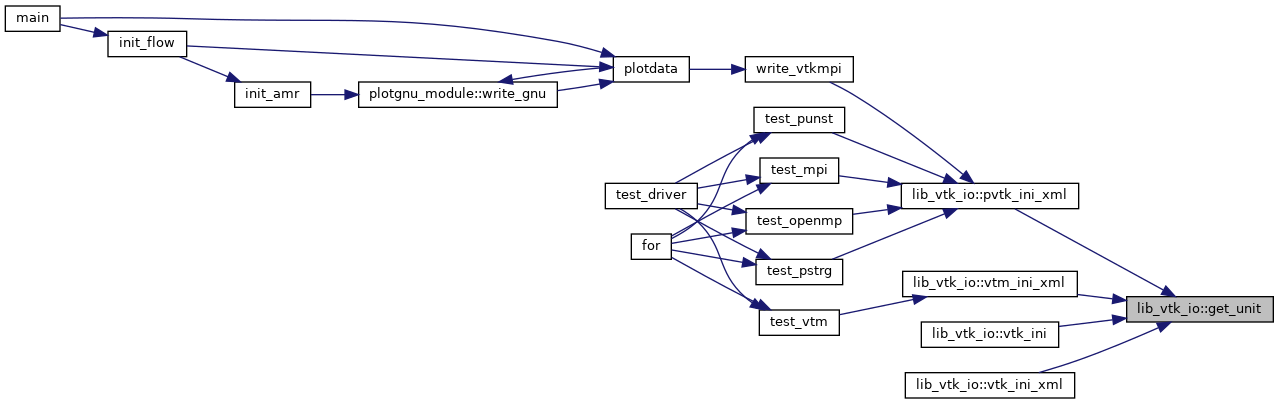 main
init_flow
init_amr
plotgnu_module::write_gnu
plotdata
write_vtkmpi
test_punst
test_mpi
test_driver
test_openmp
for
test_pstrg
test_vtm
lib_vtk_io::pvtk_ini_xml
lib_vtk_io::vtm_ini_xml
lib_vtk_io::vtk_ini
lib_vtk_io::vtk_ini_xml
lib_vtk_io::get_unit